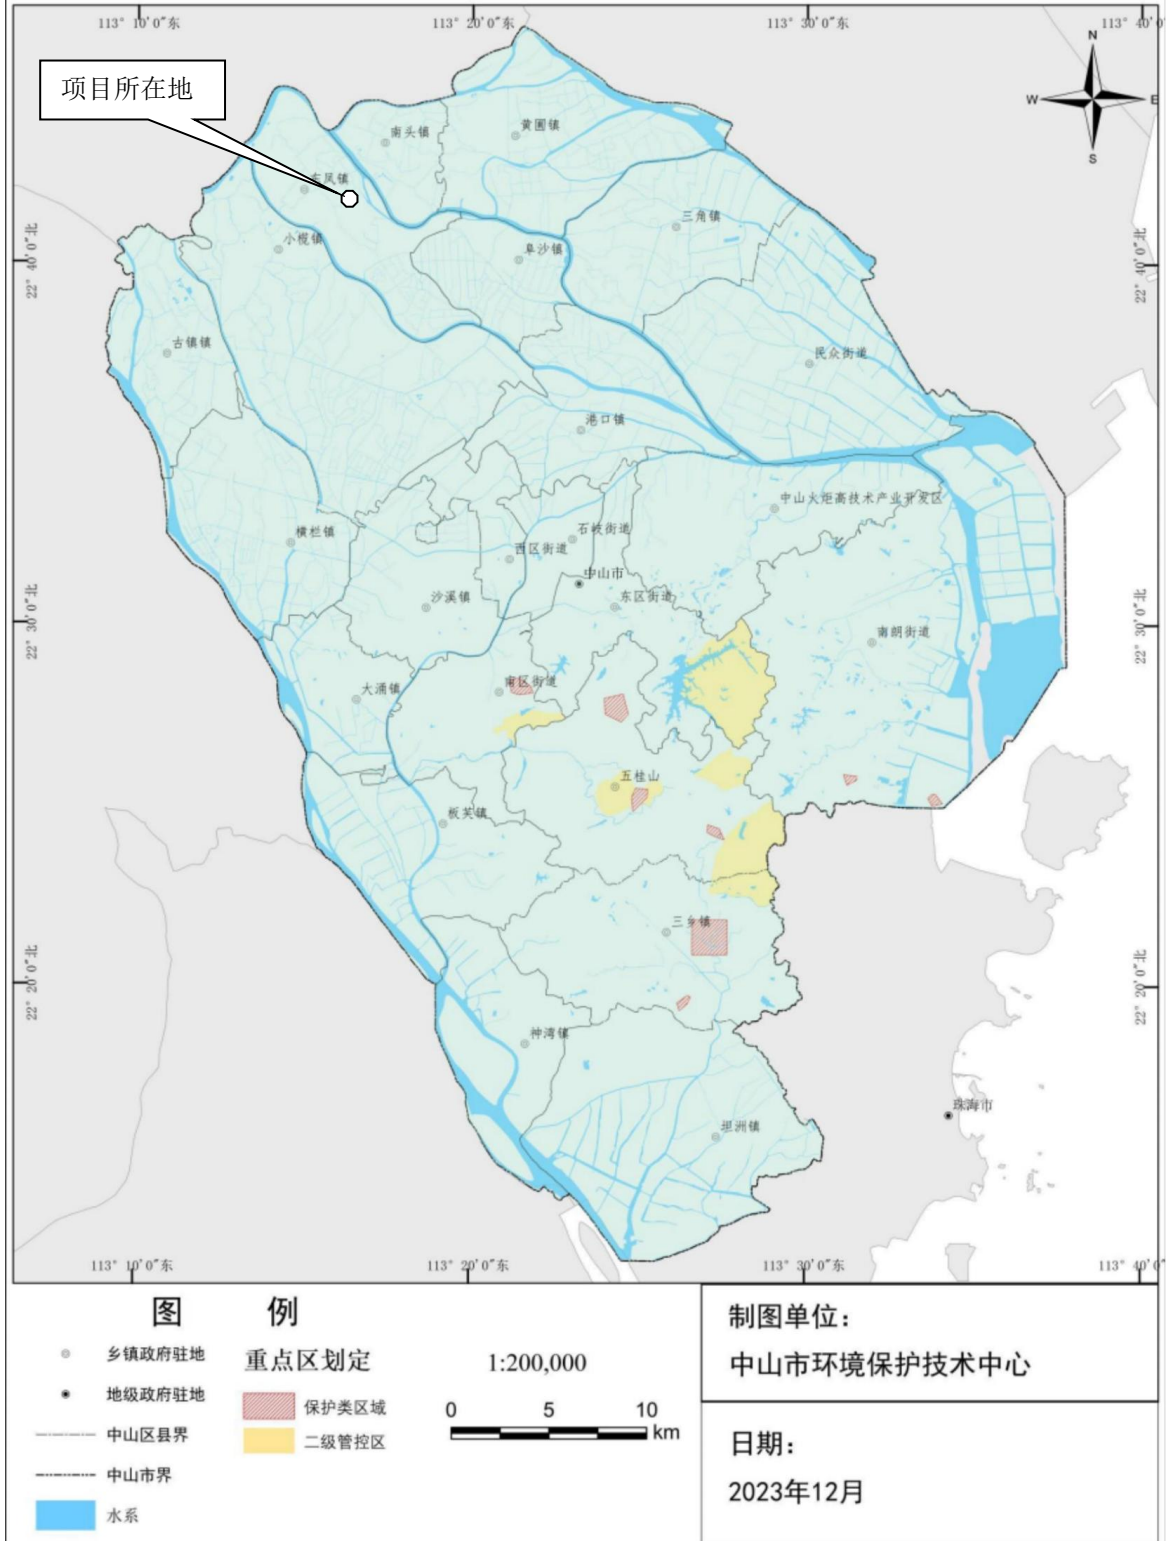 113° 10′0″东
113° 20′0″东
113° 30′0″东
113° 40′0
N
W
E
S
项目所在地
南头镇
黄圃镇
东凤镇
三角镇
小榄镇
阜沙镇
22° 40′0″北
22° 40′0″北
古镇镇
民众街道
港口镇
中山火炬高技术产业开发区
横栏镇
石岐街道
西区街道
中山市
沙溪镇
东区街道
22° 30′0″北
22° 30′0″北
南朗街道
大涌镇
南区街道
五桂山
板芙镇
三乡镇
22° 20′0″北
22° 20′0″北
神湾镇
珠海市
坦洲镇
113° 10′0″东
113° 20′0″东
113° 30′0″东
113° 40′0
图 例
乡镇政府驻地
地级政府驻地
中山区县界
中山市界
水系
重点区划定
保护类区域
二级管控区
1:200,000
0 5 10
km
制图单位：
中山市环境保护技术中心
日期：
2023年12月